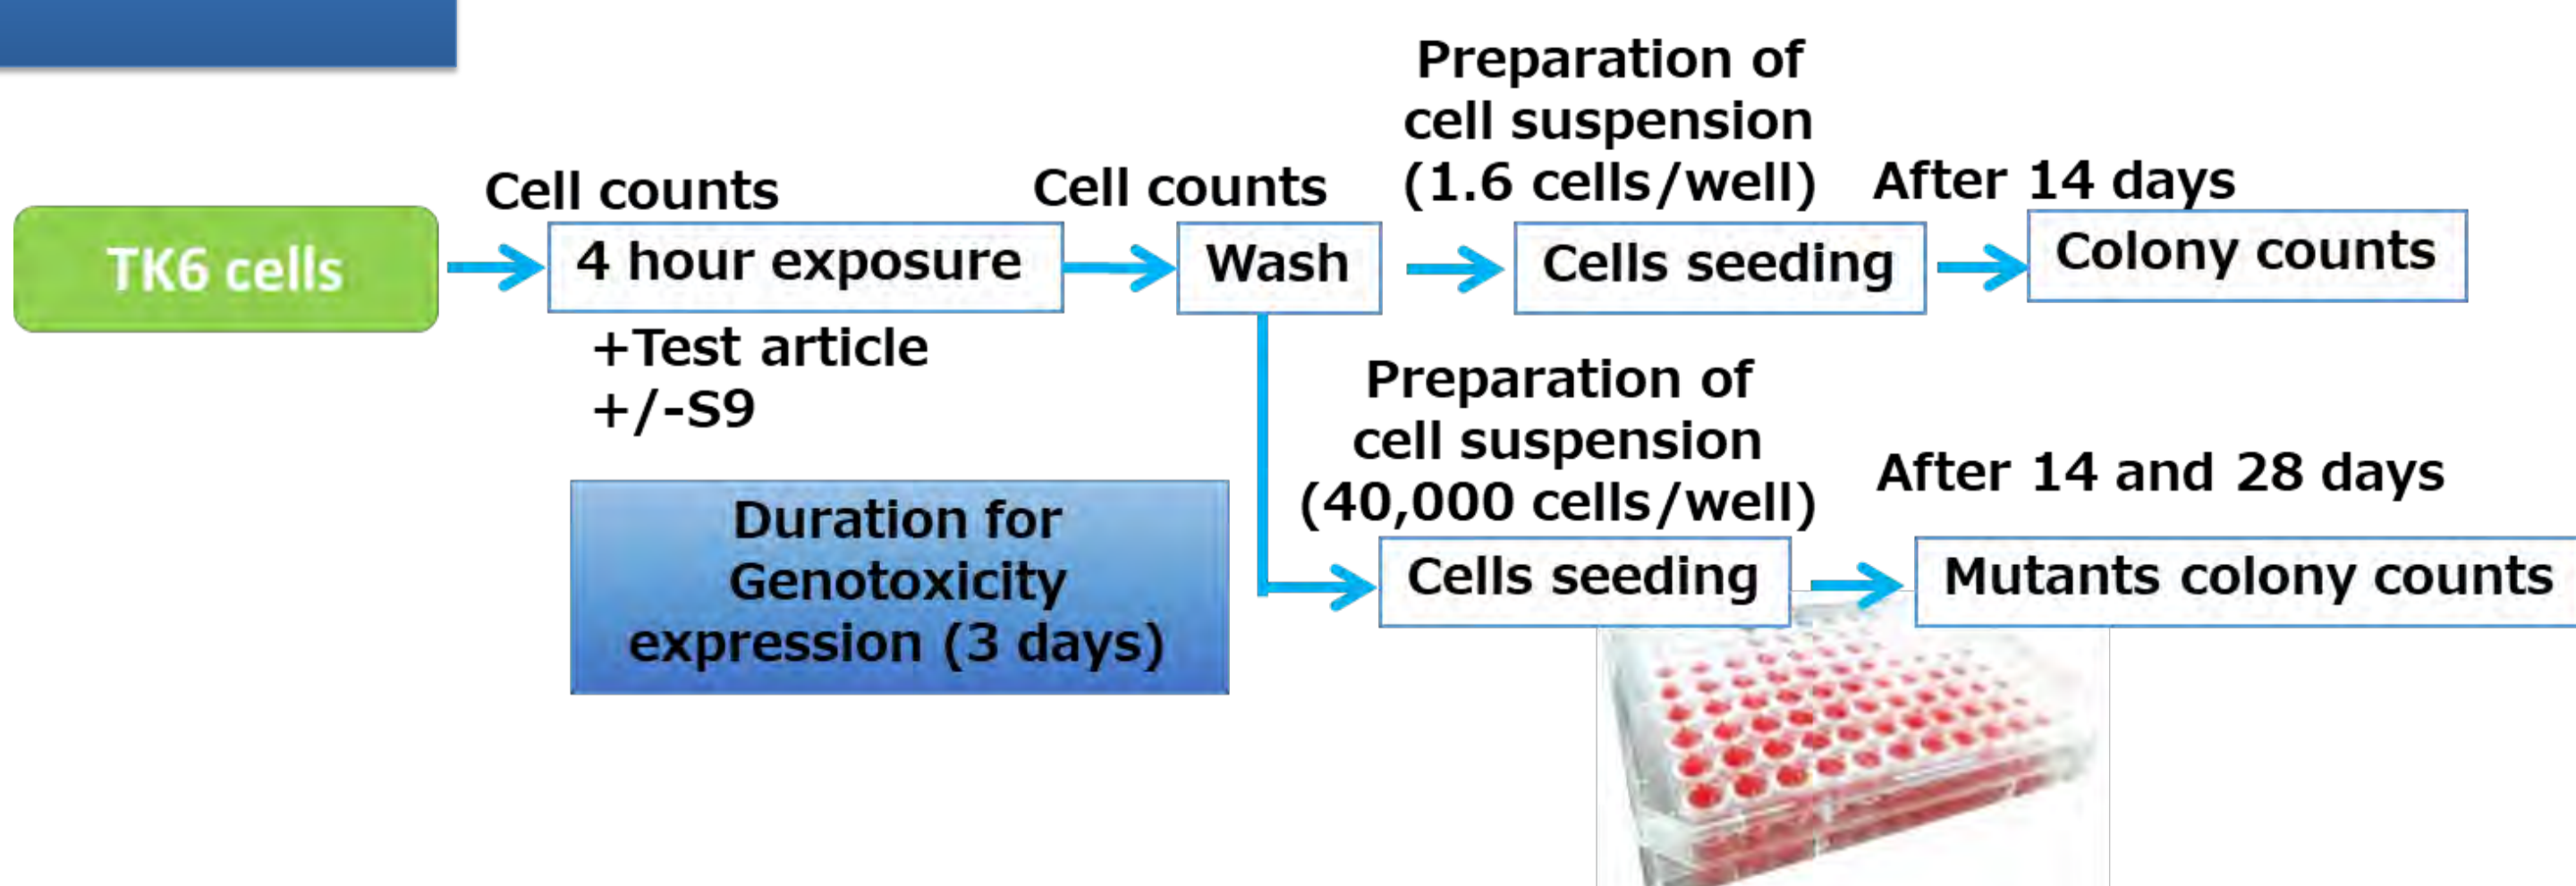 TK6 cells
Cell counts
4 hour exposure
+Test article
+/-S9
Cell counts
Wash
Preparation of
cell suspension
(1.6 cells/well)
Cells seeding
After 14 days
Colony counts
Duration for
Genotoxicity
expression (3 days)
Preparation of
cell suspension
(40,000 cells/well)
Cells seeding
After 14 and 28 days
Mutants colony counts